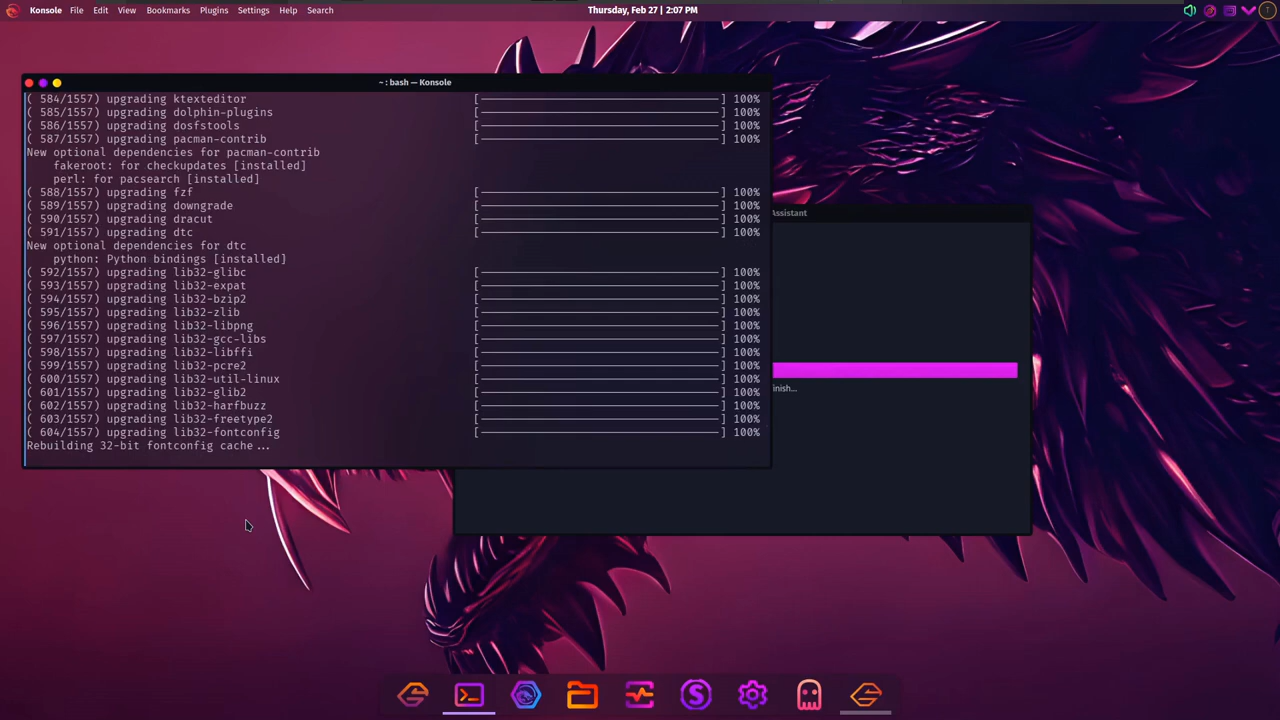 Konsole File Edit View Bookmarks Plugins Settings Help Search
Thursday, Feb 27 | 2:07 PM
~ : bash — Konsole
( 584/1557) upgrading ktexteditor [--------------------] 100%
( 585/1557) upgrading dolphin-plugins [--------------------] 100%
( 586/1557) upgrading dosfstools [--------------------] 100%
( 587/1557) upgrading pacman-contrib [--------------------] 100%
New optional dependencies for pacman-contrib
fakeroot: for checkupdates [installed]
perl: for pacsearch [installed]
( 588/1557) upgrading fzf [--------------------] 100%
( 589/1557) upgrading downgrade [--------------------] 100%
( 590/1557) upgrading dracut [--------------------] 100%
( 591/1557) upgrading dtc [--------------------] 100%
New optional dependencies for dtc
python: Python bindings [installed]
( 592/1557) upgrading lib32-glibc [--------------------] 100%
( 593/1557) upgrading lib32-expat [--------------------] 100%
( 594/1557) upgrading lib32-bzip2 [--------------------] 100%
( 595/1557) upgrading lib32-zlib [--------------------] 100%
( 596/1557) upgrading lib32-libpng [--------------------] 100%
( 597/1557) upgrading lib32-gcc-libs [--------------------] 100%
( 598/1557) upgrading lib32-libffi [--------------------] 100%
( 599/1557) upgrading lib32-pcre2 [--------------------] 100%
( 600/1557) upgrading lib32-util-linux [--------------------] 100%
( 601/1557) upgrading lib32-glib2 [--------------------] 100%
( 602/1557) upgrading lib32-harfbuzz [--------------------] 100%
( 603/1557) upgrading lib32-freetype2 [--------------------] 100%
( 604/1557) upgrading lib32-fontconfig [--------------------] 100%
Rebuilding 32-bit fontconfig cache...
Assistant
inish...